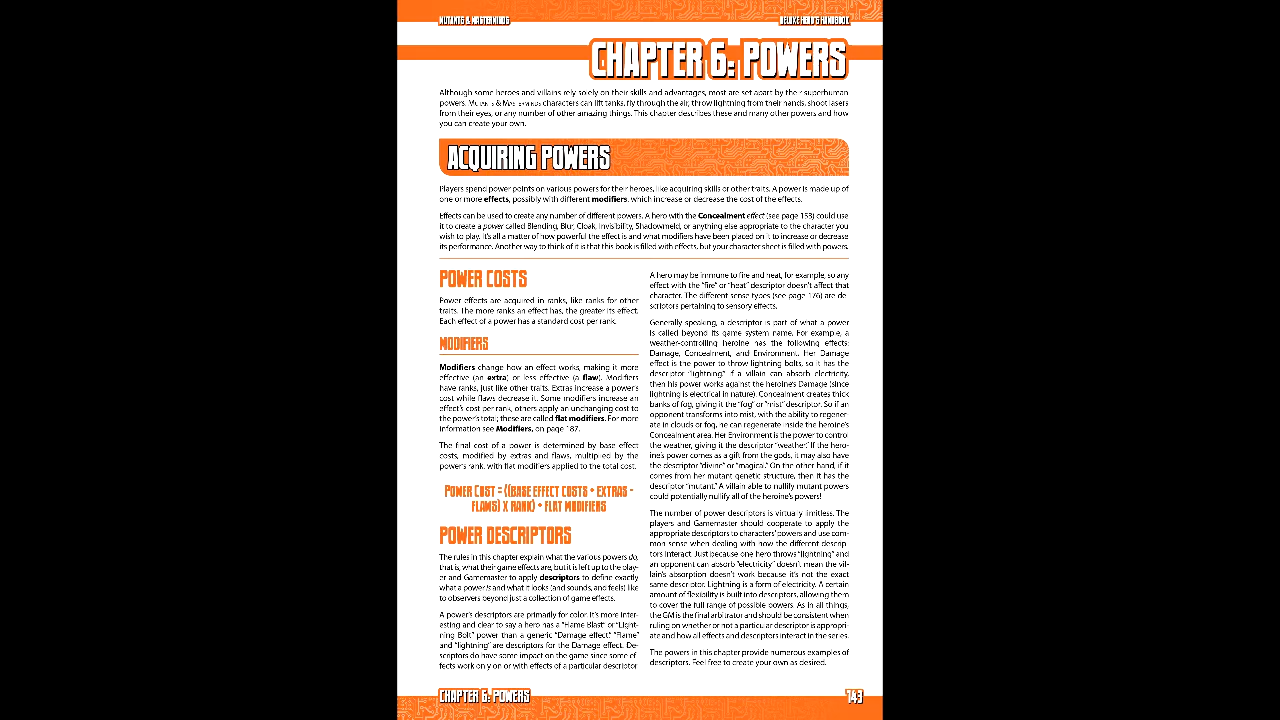 MUTANTS & MASTERMINDS
DELUXE HERO'S HANDBOOK
CHAPTER 6: POWERS
Although some heroes and villains rely solely on their skills and advantages, most are set apart by their superhuman
powers. MUTANTS & MASTERMINDS characters can lift tanks, fly through the air, throw lightning from their hands, shoot lasers
from their eyes, or any number of other amazing things. This chapter describes these and many other powers and how
you can create your own.
ACQUIRING POWERS
Players spend power points on various powers for their heroes, like acquiring skills or other traits. A power is made up of
one or more effects, possibly with different modifiers, which increase or decrease the cost of the effects.
Effects can be used to create any number of different powers. A hero with the Concealment effect (see page 153) could use
it to create a power called Blending, Blur, Cloak, Invisibility, Shadowmeld, or anything else appropriate to the character you
wish to play. It's all a matter of how powerful the effect is and what modifiers have been placed on it to increase or decrease
its performance. Another way to think of it is that this book is filled with effects, but your character sheet is filled with powers.
POWER COSTS
Power effects are acquired in ranks, like ranks for other
traits. The more ranks an effect has, the greater its effect.
Each effect of a power has a standard cost per rank.
MODIFIERS
Modifiers change how an effect works, making it more
effective (an extra) or less effective (a flaw). Modifiers
have ranks, just like other traits. Extras increase a power's
cost while flaws decrease it. Some modifiers increase an
effect's cost per rank, others apply an unchanging cost to
the power's total; these are called flat modifiers. For more
information see Modifiers, on page 187.
The final cost of a power is determined by base effect
costs, modified by extras and flaws, multiplied by the
power's rank, with flat modifiers applied to the total cost.
POWER COST = ((BASE EFFECT COSTS + EXTRAS -
FLAWS) X RANK) + FLAT MODIFIERS
POWER DESCRIPTORS
The rules in this chapter explain what the various powers do,
that is, what their game effects are, but it is left up to the play-
er and Gamemaster to apply descriptors to define exactly
what a power is and what it looks (and sounds, and feels) like
to observers beyond just a collection of game effects.
A power's descriptors are primarily for color. It's more inter-
esting and clear to say a hero has a "Flame Blast" or "Light-
ning Bolt" power than a generic "Damage effect." "Flame"
and "lightning" are descriptors for the Damage effect. De-
scriptors do have some impact on the game since some ef-
fects work only on or with effects of a particular descriptor.
A hero may be immune to fire and heat, for example, so any
effect with the "fire" or "heat" descriptor doesn't affect that
character. The different sense types (see page 176) are de-
scriptors pertaining to sensory effects.
Generally speaking, a descriptor is part of what a power
is called beyond its game system name. For example, a
weather-controlling heroine has the following effects:
Damage, Concealment, and Environment. Her Damage
effect is the power to throw lightning bolts, so it has the
descriptor "lightning." If a villain can absorb electricity,
then his power works against the heroine's Damage (since
lightning is electrical in nature). Concealment creates thick
banks of fog, giving it the "fog" or "mist" descriptor. So if an
opponent transforms into mist, with the ability to regener-
ate in clouds or fog, he can regenerate inside the heroine's
Concealment area. Her Environment is the power to control
the weather, giving it the descriptor "weather." If the hero-
ine's power comes as a gift from the gods, it may also have
the descriptor "divine" or "magical." On the other hand, if it
comes from her mutant genetic structure, then it has the
descriptor "mutant." A villain able to nullify mutant powers
could potentially nullify all of the heroine's powers!
The number of power descriptors is virtually limitless. The
players and Gamemaster should cooperate to apply the
appropriate descriptors to characters' powers and use com-
mon sense when dealing with how the different descrip-
tors interact. Just because one hero throws "lightning" and
an opponent can absorb "electricity" doesn't mean the vil-
lain's absorption doesn't work because it's not the exact
same descriptor. Lightning is a form of electricity. A certain
amount of flexibility is built into descriptors, allowing them
to cover the full range of possible powers. As in all things,
the GM is the final arbitrator and should be consistent when
ruling on whether or not a particular descriptor is appropri-
ate and how all effects and descriptors interact in the series.
The powers in this chapter provide numerous examples of
descriptors. Feel free to create your own as desired.
CHAPTER 6: POWERS
143